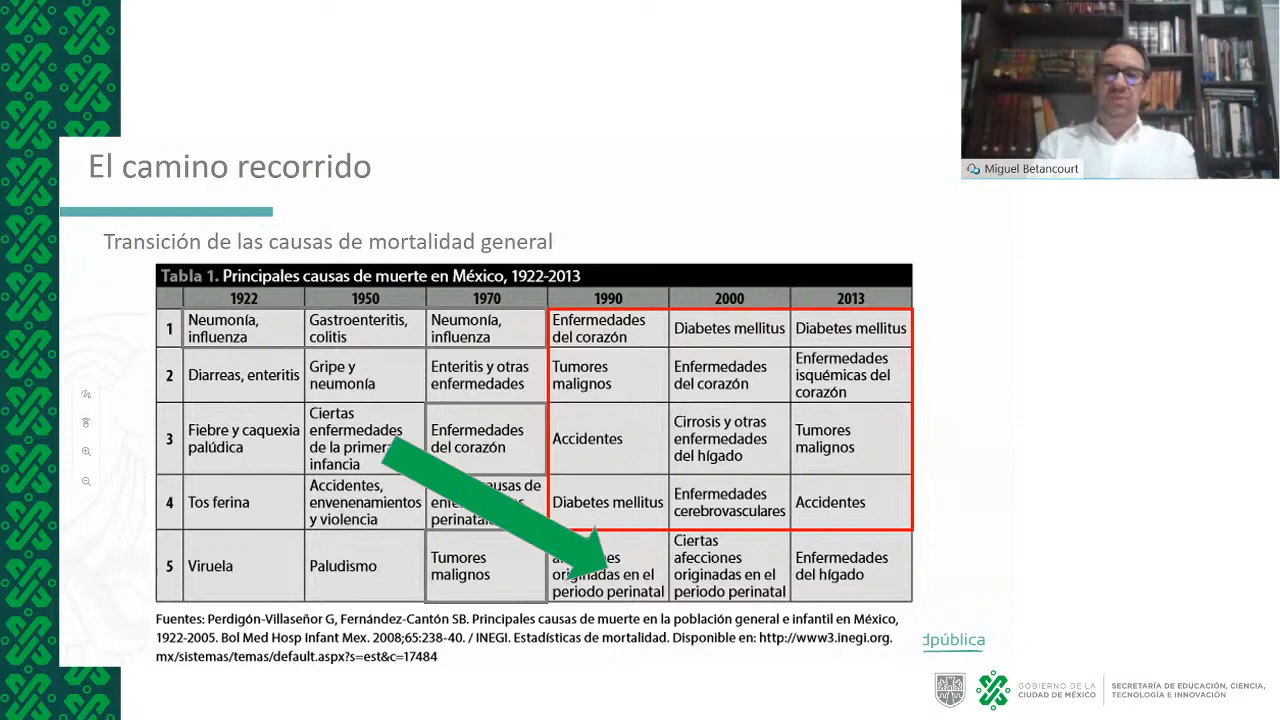 El camino recorrido
Miguel Betancourt
Transición de las causas de mortalidad general
Tabla 1. Principales causas de muerte en México, 1922-2013
1922 1950 1970 1990 2000 2013
1
Neumonía,
influenza
Gastroenteritis,
colitis
Neumonía,
influenza
Enfermedades
del corazón
Diabetes mellitus
Diabetes mellitus
2
Diarreas, enteritis
Gripe y
neumonía
Enteritis y otras
enfermedades
Tumores
malignos
Enfermedades
del corazón
Enfermedades
isquémicas del
corazón
3
Fiebre y caquexia
palúdica
Ciertas
enfermedades
de la primera
infancia
Enfermedades
del corazón
Accidentes
Cirrosis y otras
enfermedades
del hígado
Tumores
malignos
4
Tos ferina
Accidentes,
envenenamientos
y violencia
de
Diabetes mellitus
Enfermedades
cerebrovasculares
Accidentes
5
Viruela
Paludismo
Tumores
malignos
originadas en el
periodo perinatal
Ciertas
afecciones
originadas en el
periodo perinatal
Enfermedades
del hígado
Fuentes: Perdigón-Villaseñor G, Fernández-Cantón SB. Principales causas de muerte en la población general e infantil en México,
1922-2005. Bol Med Hosp Infant Mex. 2008;65:238-40. / INEGI. Estadísticas de mortalidad. Disponible en: http://www3.inegi.org.
mx/sistemas/temas/default.aspx?s=est&c=17484
dpública
GOBIERNO DE LA
CIUDAD DE MÉXICO
SECRETARÍA DE EDUCACIÓN, CIENCIA,
TECNOLOGÍA E INNOVACIÓN